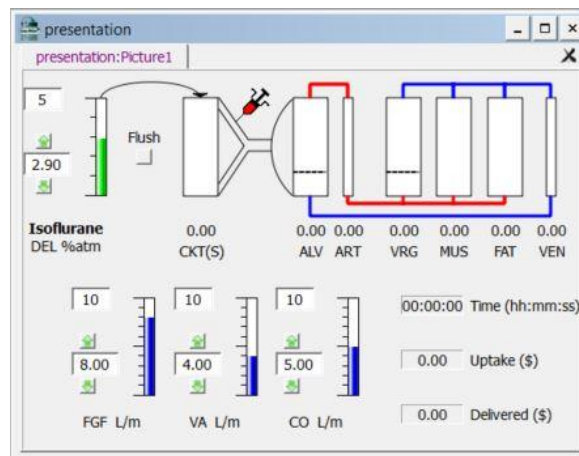 presentation
presentation:Picture1
5
2.90
Flush
Isoflurane
DEL %atm
0.00
CKT(S)
0.00 0.00 0.00 0.00 0.00 0.00
ALV ART VRG MUS FAT VEN
10 10 10
8.00 4.00 5.00
FGF L/m VA L/m CO L/m
00:00:00 Time (hh:mm:ss)
0.00 Uptake ($)
0.00 Delivered ($)